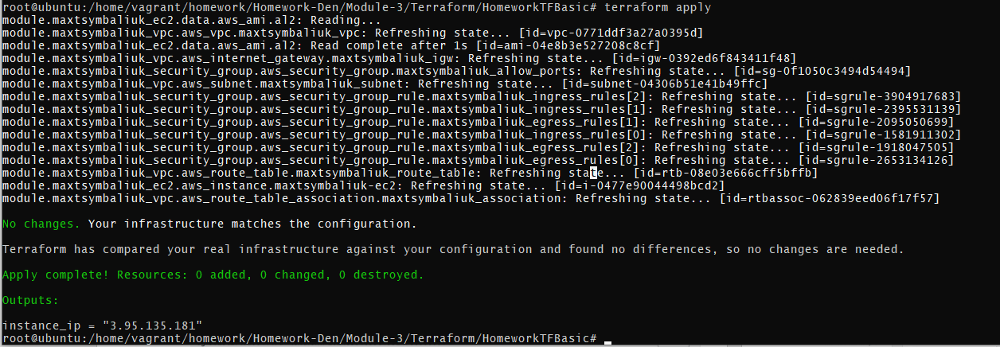 root@ubuntu:/home/vagrant/homework/Homework-Den/Module-3/Terraform/HomeworkTFBasic# terraform apply
module.maxtsymbaliuk_ec2.data.aws_ami.al2: Reading...
module.maxtsymbaliuk_vpc.aws_vpc.maxtsymbaliuk_vpc: Refreshing state... [id=vpc-0771ddf3a27a0395d]
module.maxtsymbaliuk_ec2.data.aws_ami.al2: Read complete after 1s [id=ami-04e8b3e527208c8cf]
module.maxtsymbaliuk_vpc.aws_internet_gateway.maxtsymbaliuk_igw: Refreshing state... [id=igw-0392ed6f843411f48]
module.maxtsymbaliuk_security_group.aws_security_group.maxtsymbaliuk_allow_ports: Refreshing state... [id=sg-0f1050c3494d54494]
module.maxtsymbaliuk_vpc.aws_subnet.maxtsymbaliuk_subnet: Refreshing state... [id=subnet-04306b51e41b49ffc]
module.maxtsymbaliuk_security_group.aws_security_group_rule.maxtsymbaliuk_ingress_rules[2]: Refreshing state... [id=sgrule-3904917683]
module.maxtsymbaliuk_security_group.aws_security_group_rule.maxtsymbaliuk_ingress_rules[1]: Refreshing state... [id=sgrule-2395531139]
module.maxtsymbaliuk_security_group.aws_security_group_rule.maxtsymbaliuk_egress_rules[1]: Refreshing state... [id=sgrule-2095050699]
module.maxtsymbaliuk_security_group.aws_security_group_rule.maxtsymbaliuk_ingress_rules[0]: Refreshing state... [id=sgrule-1581911302]
module.maxtsymbaliuk_security_group.aws_security_group_rule.maxtsymbaliuk_egress_rules[2]: Refreshing state... [id=sgrule-1918047505]
module.maxtsymbaliuk_security_group.aws_security_group_rule.maxtsymbaliuk_egress_rules[0]: Refreshing state... [id=sgrule-2653134126]
module.maxtsymbaliuk_vpc.aws_route_table.maxtsymbaliuk_route_table: Refreshing state... [id=rtb-08e03e666cff5bffb]
module.maxtsymbaliuk_ec2.aws_instance.maxtsymbaliuk-ec2: Refreshing state... [id=i-0477e90044498bcd2]
module.maxtsymbaliuk_vpc.aws_route_table_association.maxtsymbaliuk_association: Refreshing state... [id=rtbassoc-062839eed06f17f57]
No changes. Your infrastructure matches the configuration.
Terraform has compared your real infrastructure against your configuration and found no differences, so no changes are needed.
Apply complete! Resources: 0 added, 0 changed, 0 destroyed.
Outputs:
instance_ip = "3.95.135.181"
root@ubuntu:/home/vagrant/homework/Homework-Den/Module-3/Terraform/HomeworkTFBasic#